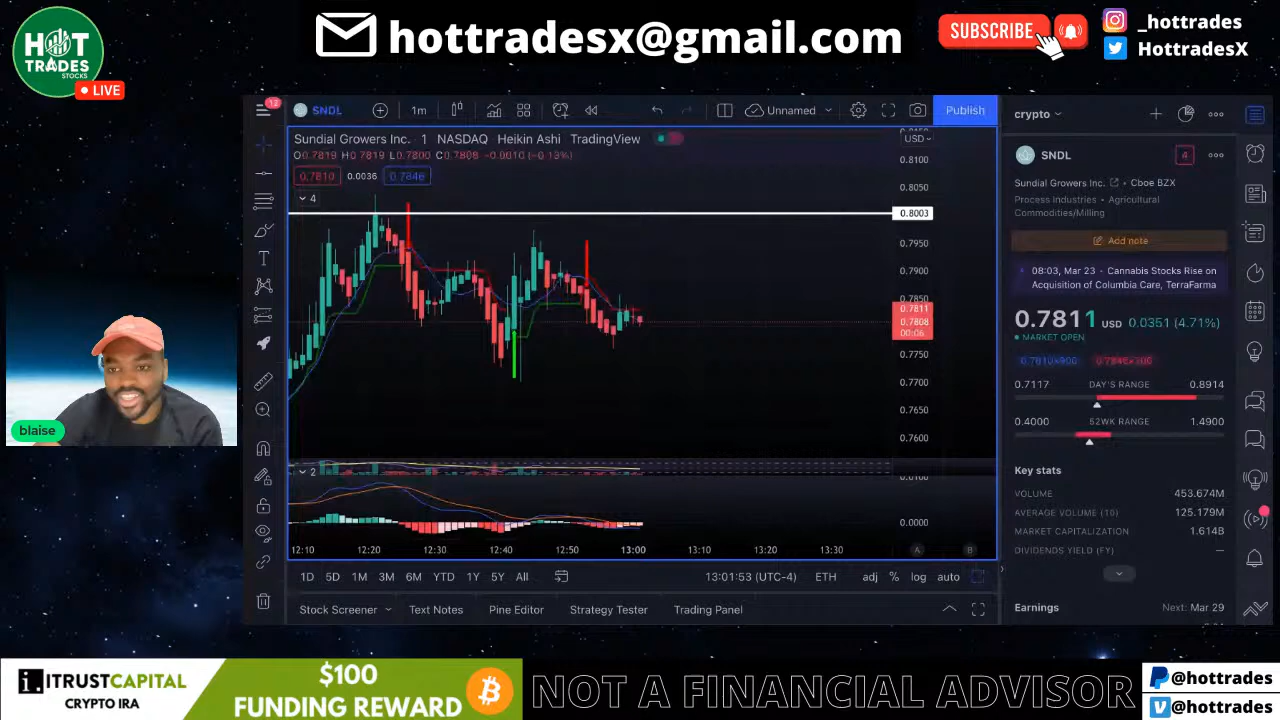 HOT
TRADES
STOCKS
LIVE
hottradesx@gmail.com
SUBSCRIBE
_hottrades
HottradesX
12
SNDL
1m
Unnamed
Publish
Sundial Growers Inc. 1 NASDAQ Heikin Ashi TradingView
O0.7819 H0.7819 L0.7800 C0.7808 −0.0010 (−0.13%)
0.7810 0.0036 0.7846
4
USD
0.8100
0.8050
0.8003
0.7950
0.7900
0.7850
0.7811
0.7808
00:06
0.7750
0.7700
0.7650
0.7600
2
0.0100
0.0000
12:10 12:20 12:30 12:40 12:50 13:00 13:10 13:20 13:30
A B
1D 5D 1M 3M 6M YTD 1Y 5Y All
13:01:53 (UTC-4) ETH adj % log auto
Stock Screener Text Notes Pine Editor Strategy Tester Trading Panel
crypto
SNDL
4
Sundial Growers Inc. • Cboe BZX
Process Industries • Agricultural
Commodities/Milling
Add note
08:03, Mar 23 - Cannabis Stocks Rise on
Acquisition of Columbia Care, TerraFarma
0.7811 USD 0.0351 (4.71%)
MARKET OPEN
0.7117 DAY'S RANGE 0.8914
0.4000 52WK RANGE 1.4900
Key stats
VOLUME 453.674M
AVERAGE VOLUME (10) 125.179M
MARKET CAPITALIZATION 1.614B
DIVIDENDS YIELD (FY) —
Earnings Next: Mar 29
blaise
iTRUSTCAPITAL
CRYPTO IRA
$100
FUNDING REWARD
NOT A FINANCIAL ADVISOR
@hottrades
@hottrades